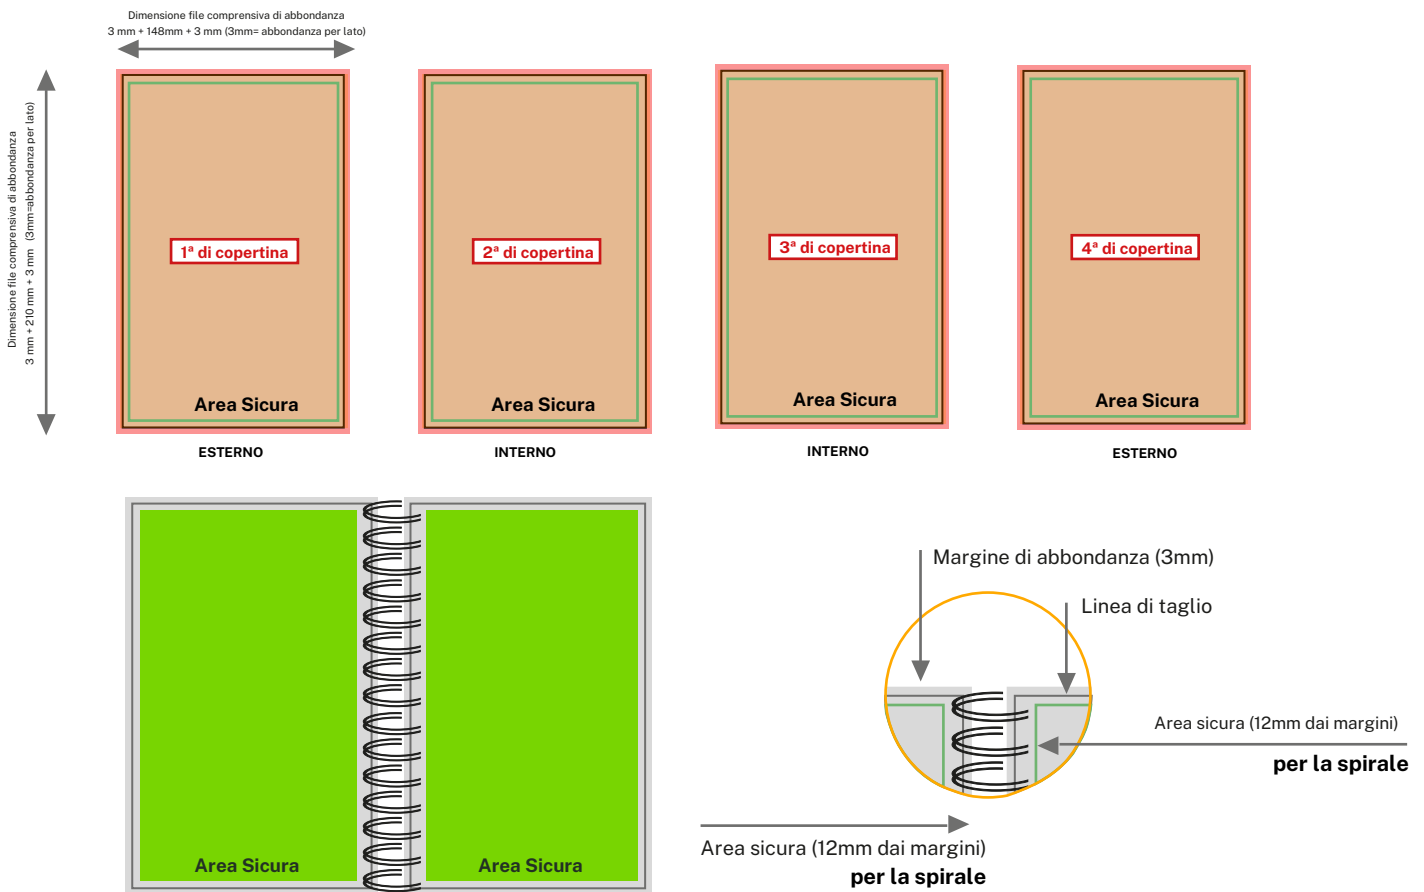 Dimensione file comprensiva di abbondanza
3 mm + 148mm + 3 mm (3mm= abbondanza per lato)
Dimensione file comprensiva di abbondanza
3 mm + 210 mm + 3 mm (3mm=abbondanza per lato)
1ª di copertina
2ª di copertina
3ª di copertina
4ª di copertina
Area Sicura
Area Sicura
Area Sicura
Area Sicura
ESTERNO
INTERNO
INTERNO
ESTERNO
Margine di abbondanza (3mm)
Linea di taglio
Area sicura (12mm dai margini)
per la spirale
Area Sicura
Area Sicura
Area sicura (12mm dai margini)
per la spirale